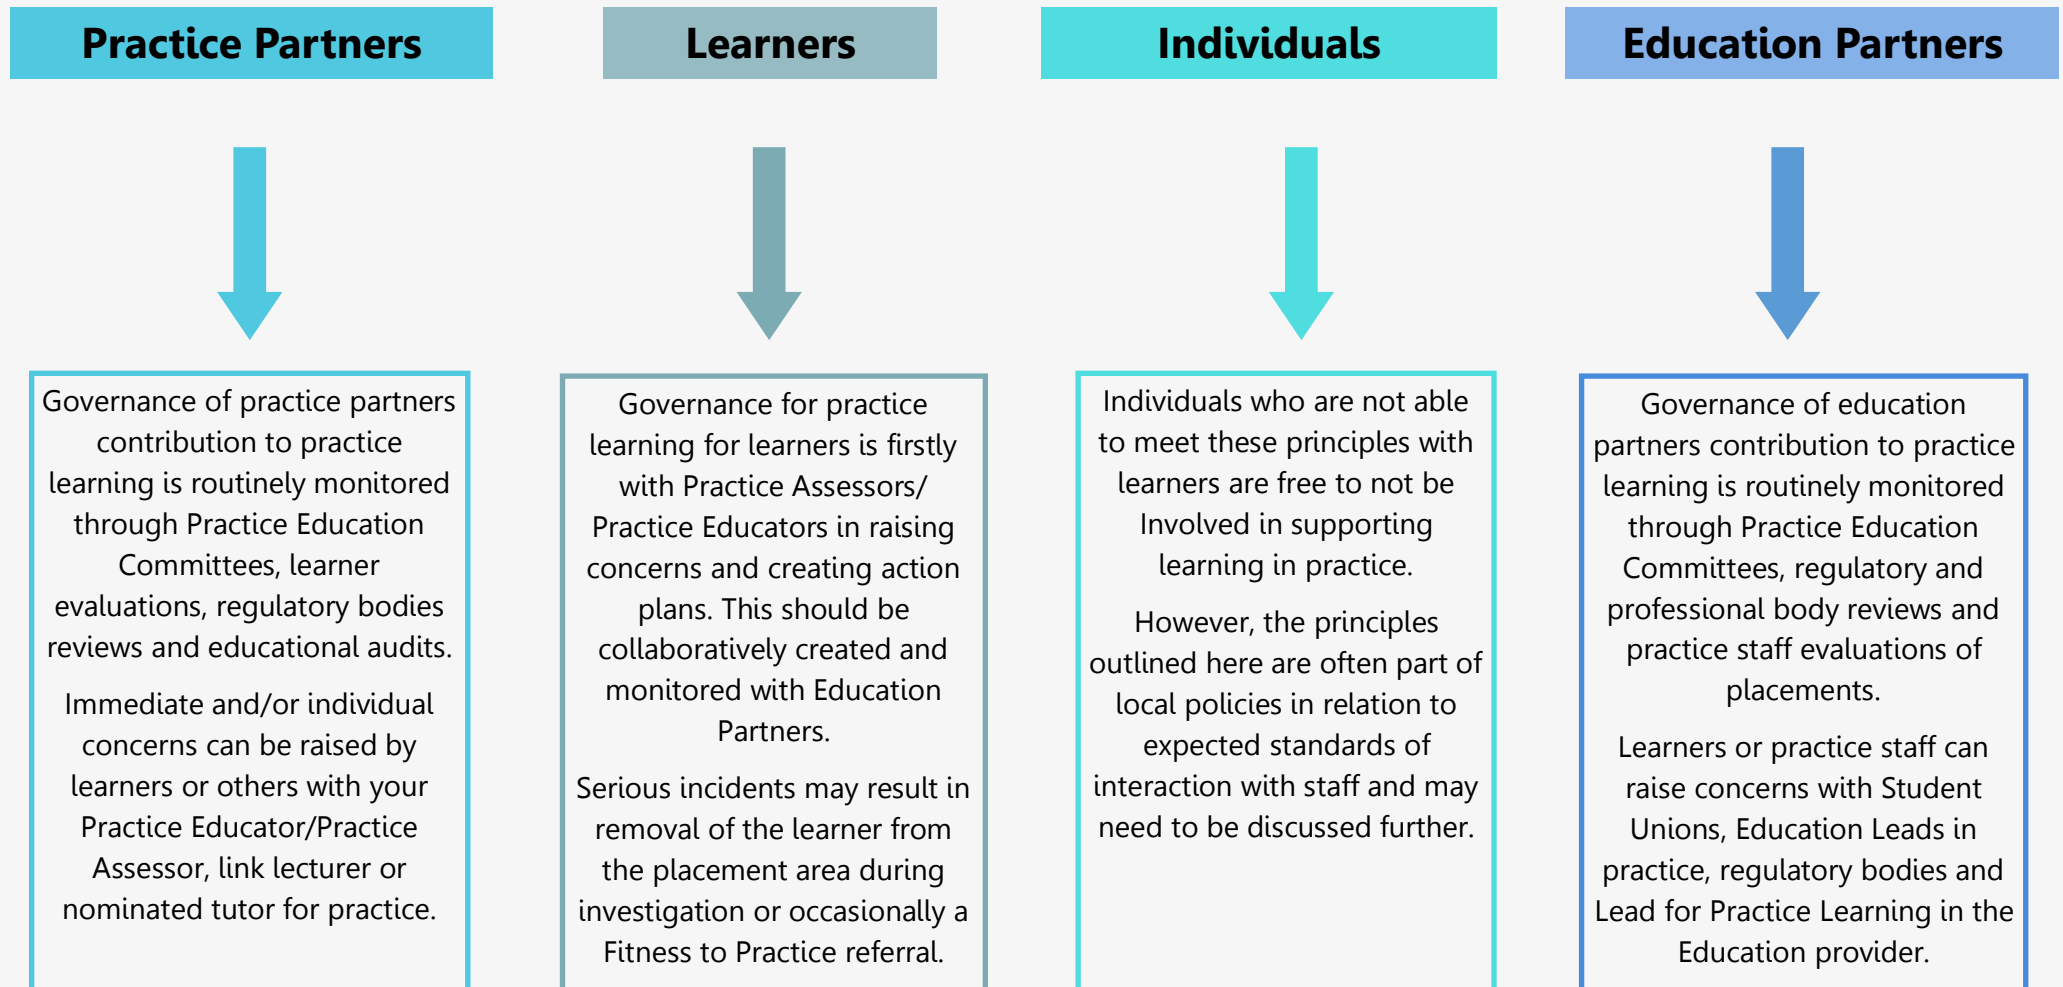 Practice Partners
Learners
Individuals
Education Partners
Governance of practice partners
contribution to practice
learning is routinely monitored
through Practice Education
Committees, learner
evaluations, regulatory bodies
reviews and educational audits.
Immediate and/or individual
concerns can be raised by
learners or others with your
Practice Educator/Practice
Assessor, link lecturer or
nominated tutor for practice.
Governance for practice
learning for learners is firstly
with Practice Assessors/
Practice Educators in raising
concerns and creating action
plans. This should be
collaboratively created and
monitored with Education
Partners.
Serious incidents may result in
removal of the learner from
the placement area during
investigation or occasionally a
Fitness to Practice referral.
Individuals who are not able
to meet these principles with
learners are free to not be
Involved in supporting
learning in practice.
However, the principles
outlined here are often part of
local policies in relation to
expected standards of
interaction with staff and may
need to be discussed further.
Governance of education
partners contribution to practice
learning is routinely monitored
through Practice Education
Committees, regulatory and
professional body reviews and
practice staff evaluations of
placements.
Learners or practice staff can
raise concerns with Student
Unions, Education Leads in
practice, regulatory bodies and
Lead for Practice Learning in the
Education provider.